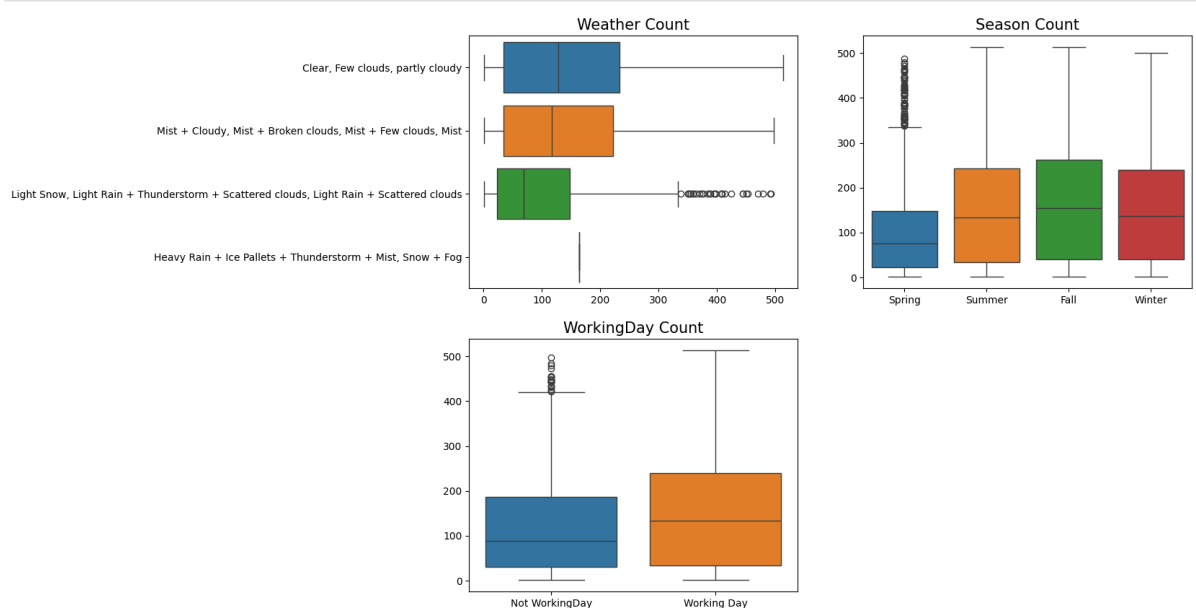 Weather Count
Clear, Few clouds, partly cloudy
Mist + Cloudy, Mist + Broken clouds, Mist + Few clouds, Mist
Light Snow, Light Rain + Thunderstorm + Scattered clouds, Light Rain + Scattered clouds
Heavy Rain + Ice Pallets + Thunderstorm + Mist, Snow + Fog
0 100 200 300 400 500
Season Count
500
400
300
200
100
0
Spring Summer Fall Winter
WorkingDay Count
500
400
300
200
100
0
Not WorkingDay Working Day